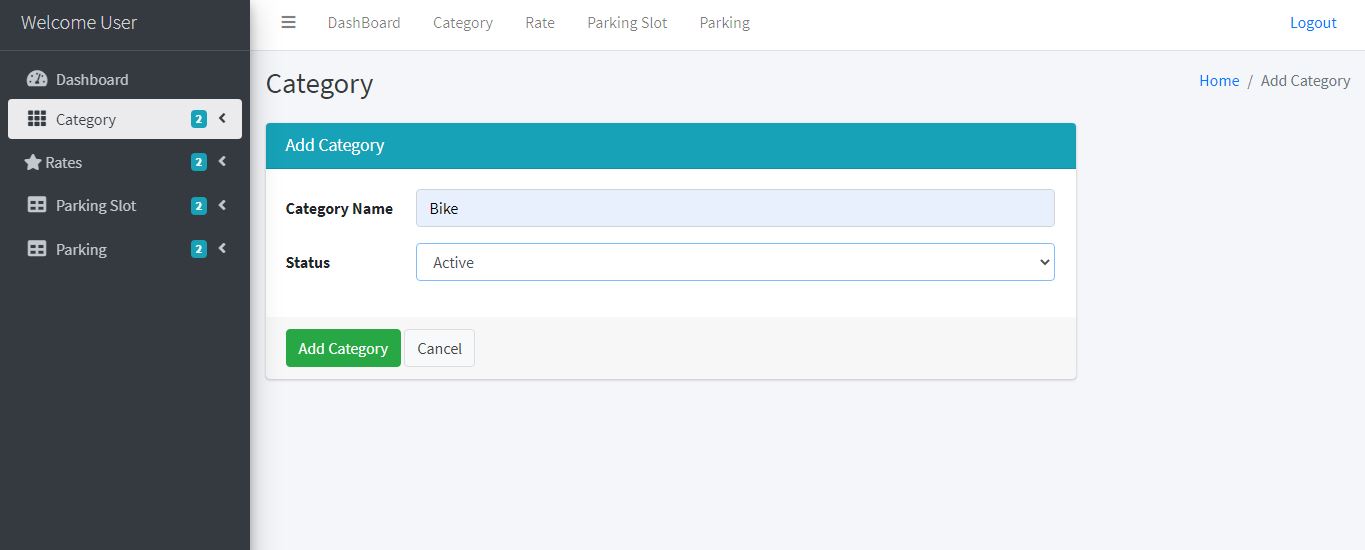 Welcome User
DashBoard Category Rate Parking Slot Parking Logout
Dashboard
Category 2
Rates 2
Parking Slot 2
Parking 2
Category
Home / Add Category
Add Category
Category Name Bike
Status Active
Add Category Cancel